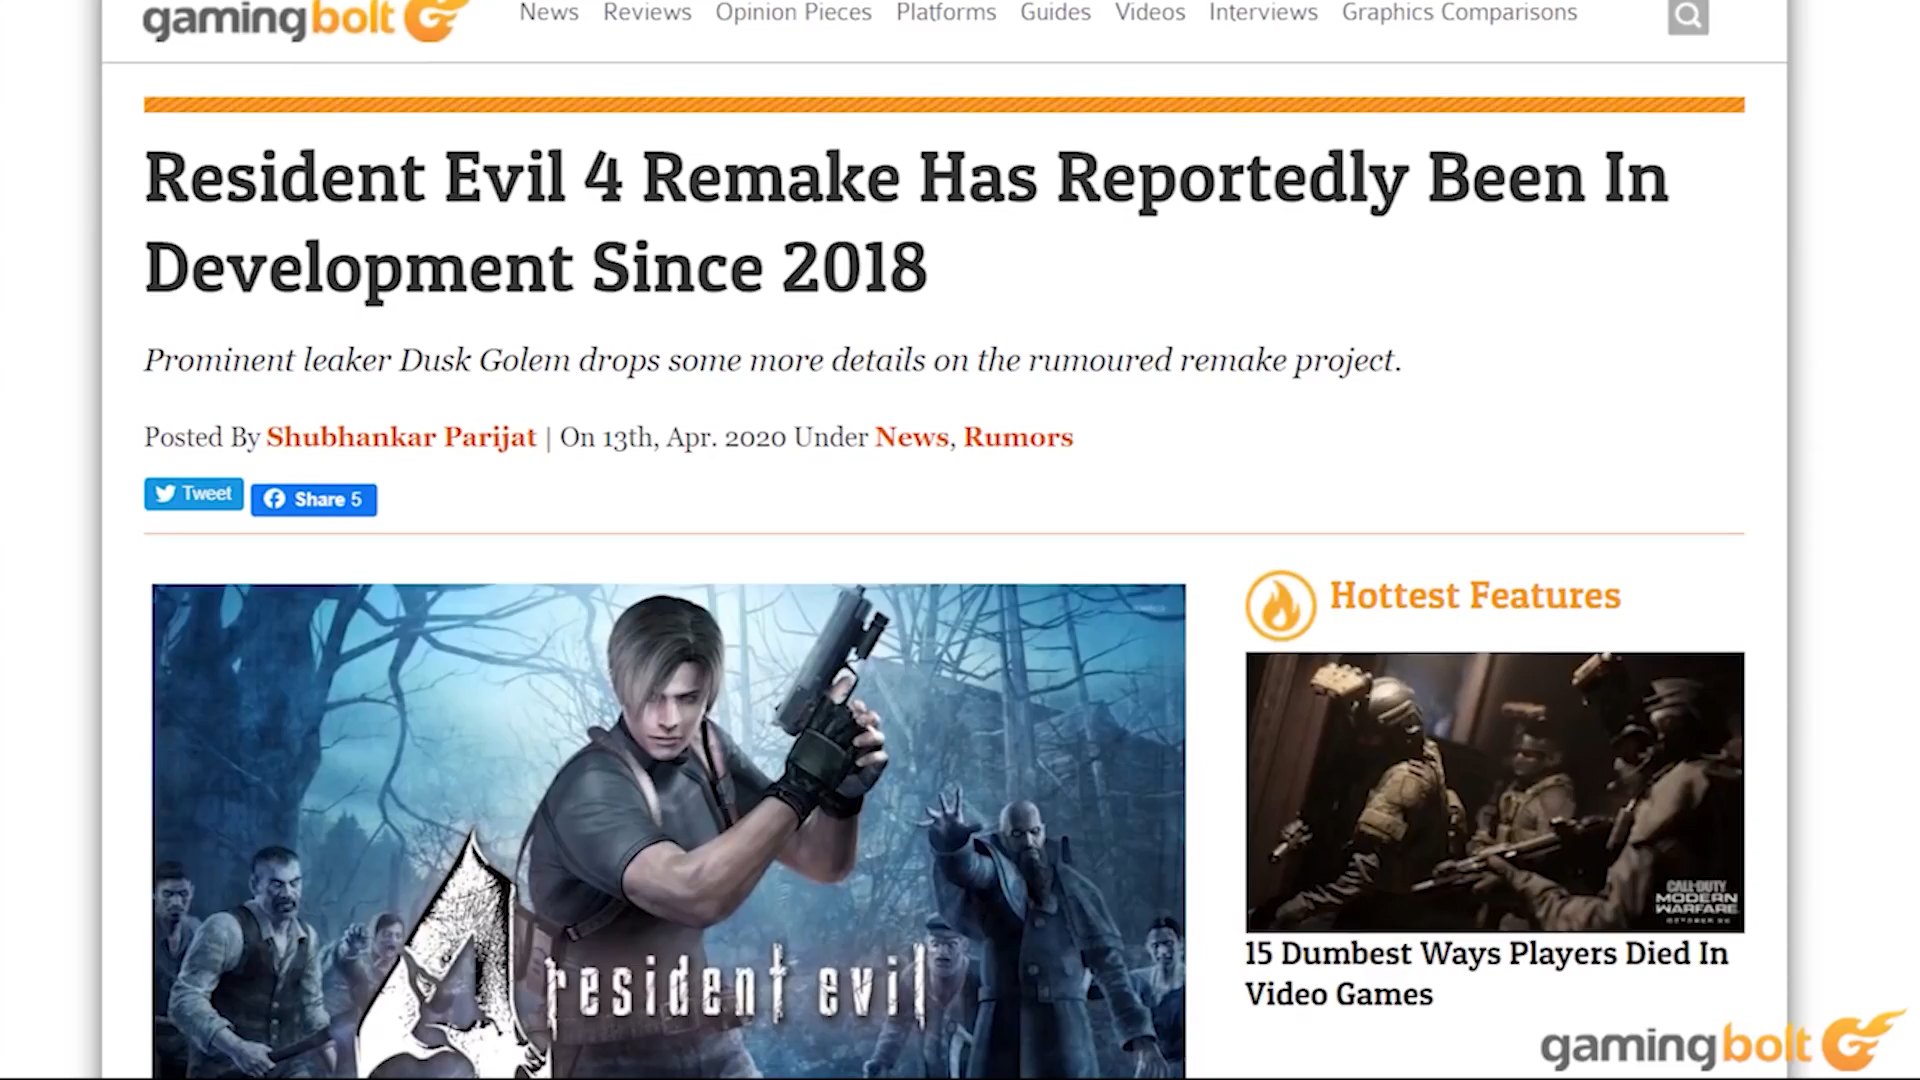 gamingbolt
News Reviews Opinion Pieces Platforms Guides Videos Interviews Graphics Comparisons
Resident Evil 4 Remake Has Reportedly Been In
Development Since 2018
Prominent leaker Dusk Golem drops some more details on the rumoured remake project.
Posted By Shubhankar Parijat | On 13th, Apr. 2020 Under News, Rumors
Tweet Share 5
Hottest Features
4 resident evil
CALL·DUTY
MODERN
WARFARE
15 Dumbest Ways Players Died In
Video Games
gamingbolt